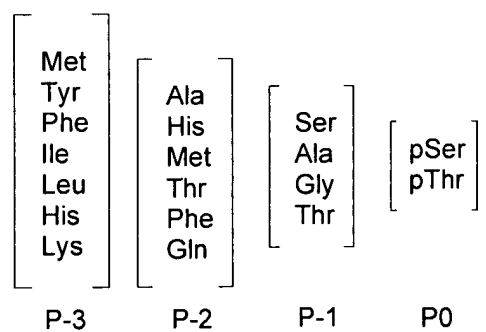 Met
Tyr
Phe
Ile
Leu
His
Lys
P-3
Ala
His
Met
Thr
Phe
Gln
P-2
Ser
Ala
Gly
Thr
P-1
pSer
pThr
P0